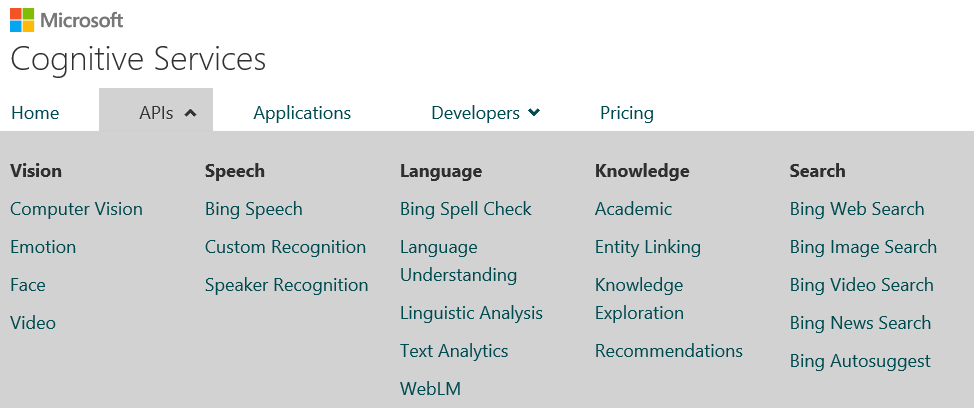 Microsoft
Cognitive Services
Home APIs Applications Developers Pricing
Vision
Computer Vision
Emotion
Face
Video
Speech
Bing Speech
Custom Recognition
Speaker Recognition
Language
Bing Spell Check
Language
Understanding
Linguistic Analysis
Text Analytics
WebLM
Knowledge
Academic
Entity Linking
Knowledge
Exploration
Recommendations
Search
Bing Web Search
Bing Image Search
Bing Video Search
Bing News Search
Bing Autosuggest